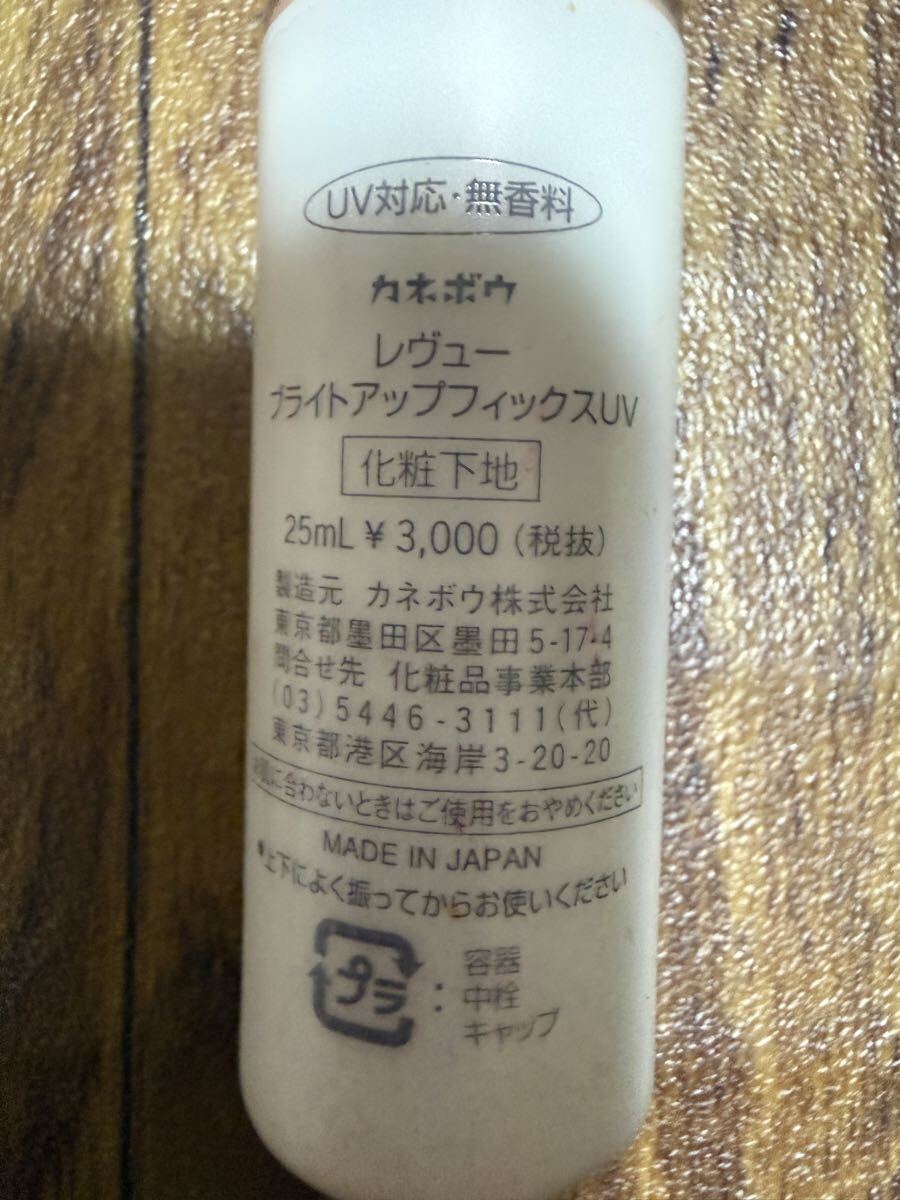 UV対応・無香料
カネボウ
レヴュー
ブライトアップフィックスUV
化粧下地
25mL ¥3,000（税抜）
製造元 カネボウ株式会社
東京都墨田区墨田5-17-4
問合せ先 化粧品事業本部
(03)5446-3111(代)
東京都港区海岸3-20-20
お肌に合わないときはご使用をおやめください
MADE IN JAPAN
●上下によく振ってからお使いください
プラ : 容器
中栓
キャップ